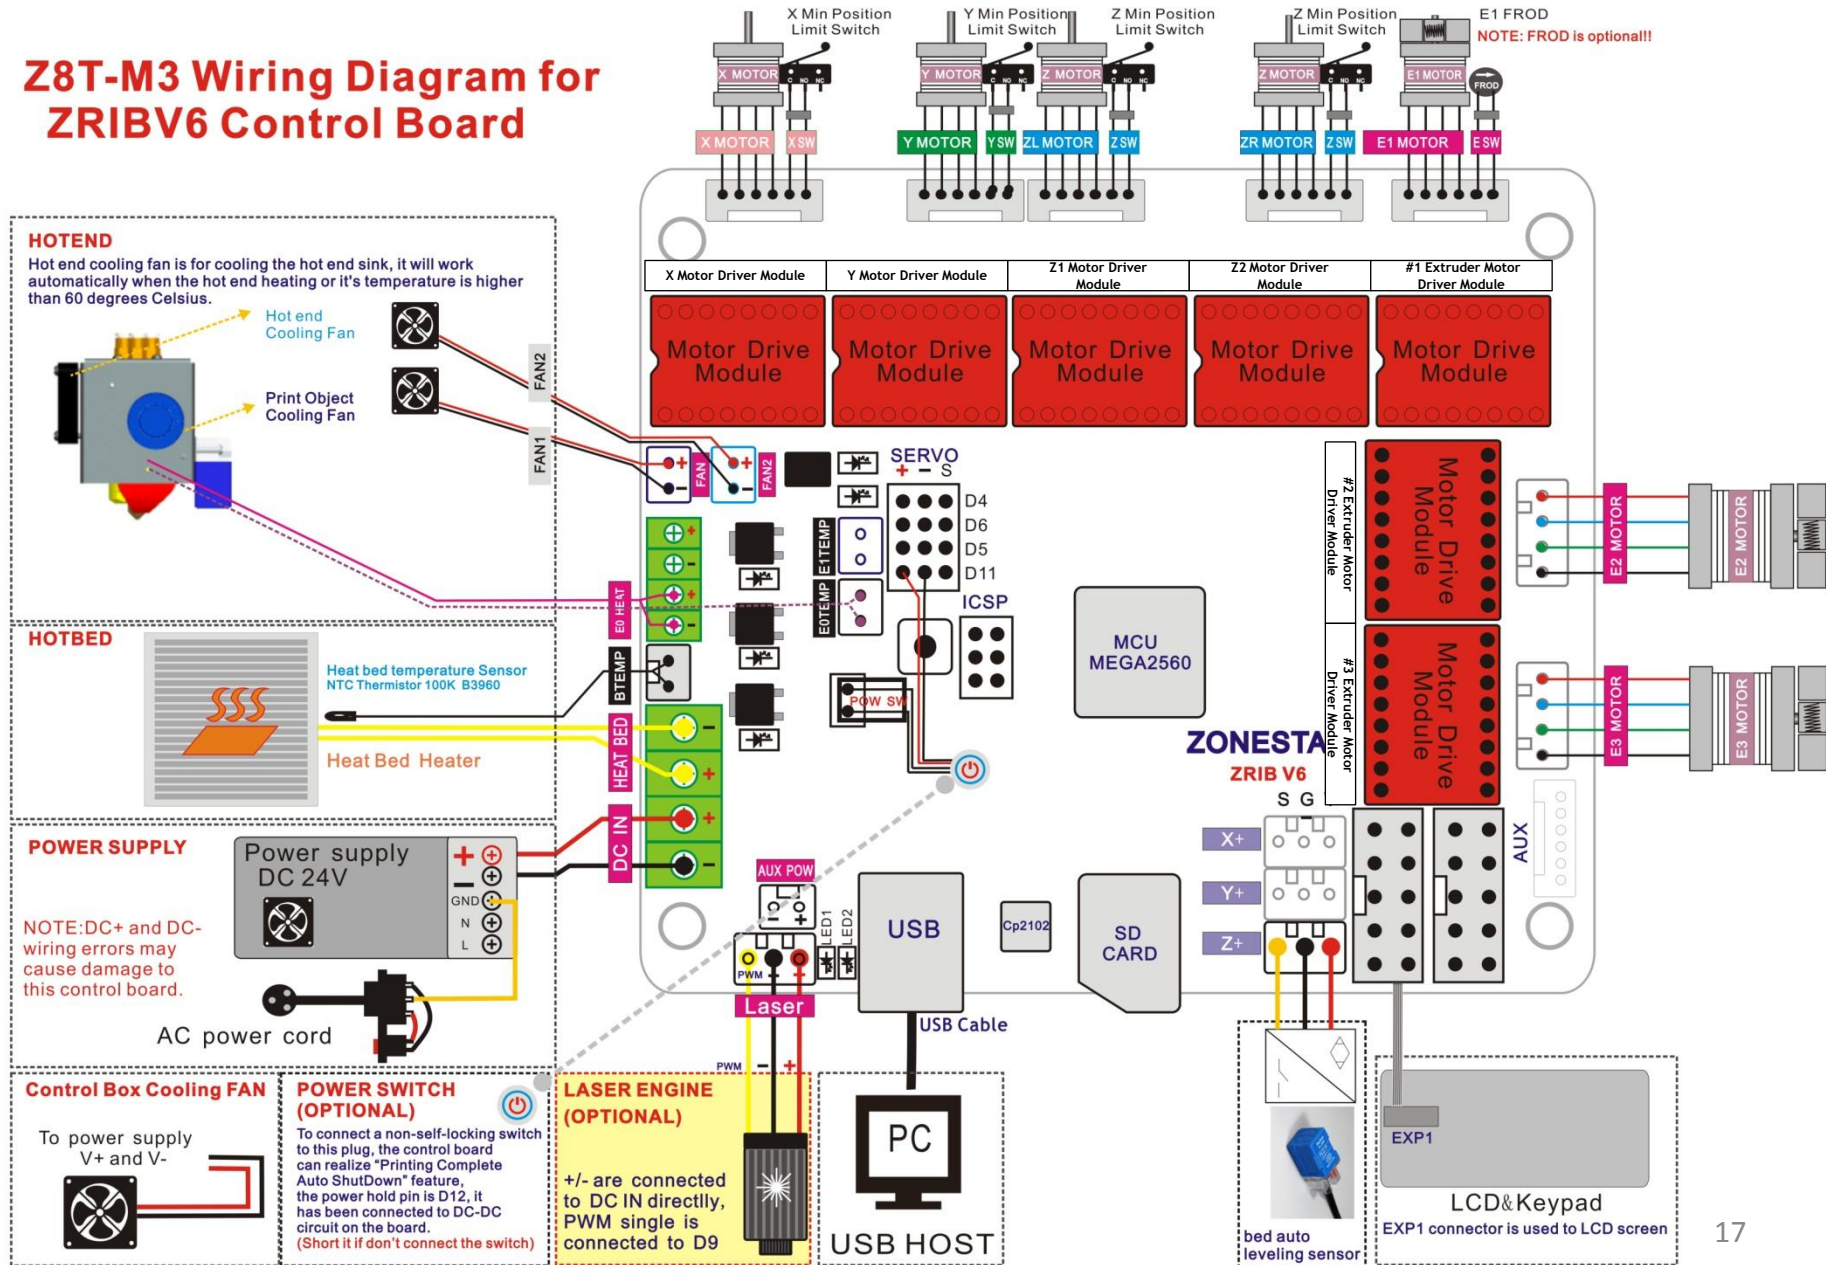 Z8T-M3 Wiring Diagram for
ZRIBV6 Control Board
X Min Position
Limit Switch
Y Min Position
Limit Switch
Z Min Position
Limit Switch
Z Min Position
Limit Switch
E1 FROD
NOTE: FROD is optional!!
X MOTOR
C NO NC
Y MOTOR
C NO NC
Z MOTOR
C NO NC
Z MOTOR
C NO NC
E1 MOTOR
FROD
X MOTOR
X SW
Y MOTOR
Y SW
ZL MOTOR
Z SW
ZR MOTOR
Z SW
E1 MOTOR
E SW
X Motor Driver Module
Y Motor Driver Module
Z1 Motor Driver
Module
Z2 Motor Driver
Module
#1 Extruder Motor
Driver Module
Motor Drive
Module
Motor Drive
Module
Motor Drive
Module
Motor Drive
Module
Motor Drive
Module
HOTEND
Hot end cooling fan is for cooling the hot end sink, it will work
automatically when the hot end heating or it's temperature is higher
than 60 degrees Celsius.
Hot end
Cooling Fan
Print Object
Cooling Fan
FAN2
FAN1
+
-
FAN
+
-
FAN2
SERVO
+ - S
D4
D6
D5
D11
E1TEMP
E0TEMP
ICSP
+
-
+
-
E0 HEAT
#2 Extruder Motor
Driver Module
Motor Drive
Module
E2 MOTOR
E2 MOTOR
#3 Extruder Motor
Driver Module
Motor Drive
Module
E3 MOTOR
E3 MOTOR
MCU
MEGA2560
HOTBED
Heat bed temperature Sensor
NTC Thermistor 100K B3960
Heat Bed Heater
BTEMP
HEAT BED
-
+
POW SW
ZONESTA
ZRIB V6
S G
X+
Y+
Z+
AUX
POWER SUPPLY
Power supply
DC 24V
+
-
GND
N
L
DC IN
+
-
NOTE:DC+ and DC-
wiring errors may
cause damage to
this control board.
AC power cord
AUX POW
- +
LED1
LED2
PWM - +
Laser
USB
Cp2102
SD
CARD
USB Cable
Control Box Cooling FAN
To power supply
V+ and V-
POWER SWITCH
(OPTIONAL)
To connect a non-self-locking switch
to this plug, the control board
can realize "Printing Complete
Auto ShutDown" feature,
the power hold pin is D12, it
has been connected to DC-DC
circuit on the board.
(Short it if don't connect the switch)
PWM - +
LASER ENGINE
(OPTIONAL)
+/- are connected
to DC IN directlly,
PWM single is
connected to D9
PC
USB HOST
bed auto
leveling sensor
EXP1
LCD&Keypad
EXP1 connector is used to LCD screen
17